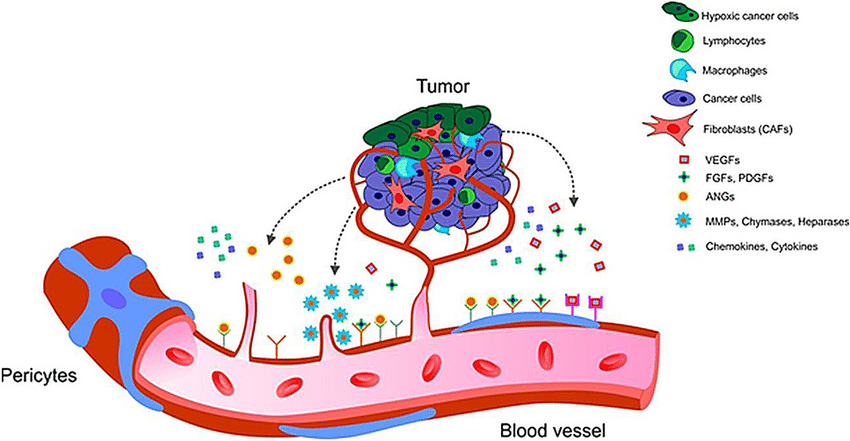 Hypoxic cancer cells
Lymphocytes
Macrophages
Tumor
Cancer cells
Fibroblasts (CAFs)
VEGFs
FGFs, PDGFs
ANGs
MMPs, Chymases, Heparases
Chemokines, Cytokines
Pericytes
Blood vessel